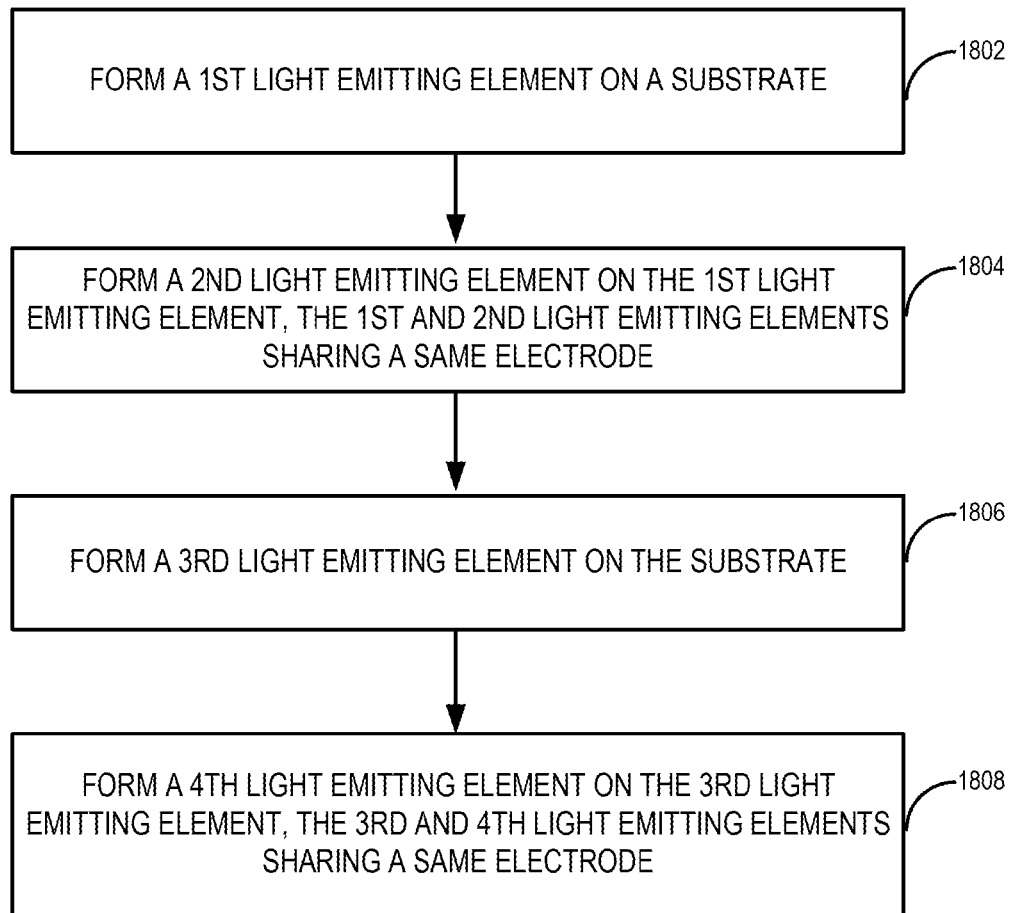 FORM A 1ST LIGHT EMITTING ELEMENT ON A SUBSTRATE
1802
FORM A 2ND LIGHT EMITTING ELEMENT ON THE 1ST LIGHT
EMITTING ELEMENT, THE 1ST AND 2ND LIGHT EMITTING ELEMENTS
SHARING A SAME ELECTRODE
1804
FORM A 3RD LIGHT EMITTING ELEMENT ON THE SUBSTRATE
1806
FORM A 4TH LIGHT EMITTING ELEMENT ON THE 3RD LIGHT
EMITTING ELEMENT, THE 3RD AND 4TH LIGHT EMITTING ELEMENTS
SHARING A SAME ELECTRODE
1808